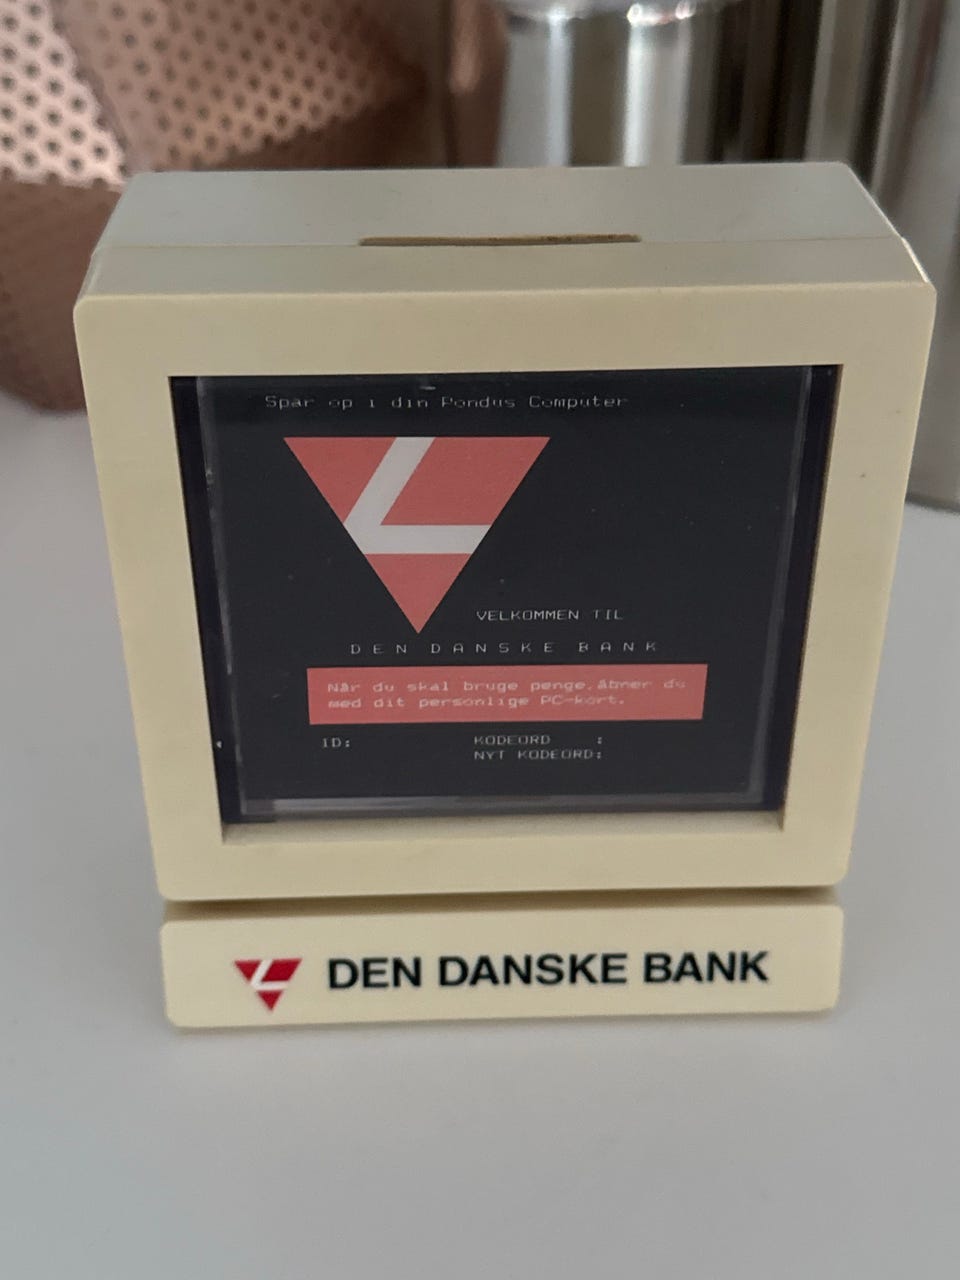 Spar op i din Pondus Computer
VELKOMMEN TIL
DEN DANSKE BANK
Når du skal bruge penge, åbner du
med dit personlige PC-kort.
ID: KODEORD :
NYT KODEORD:
DEN DANSKE BANK